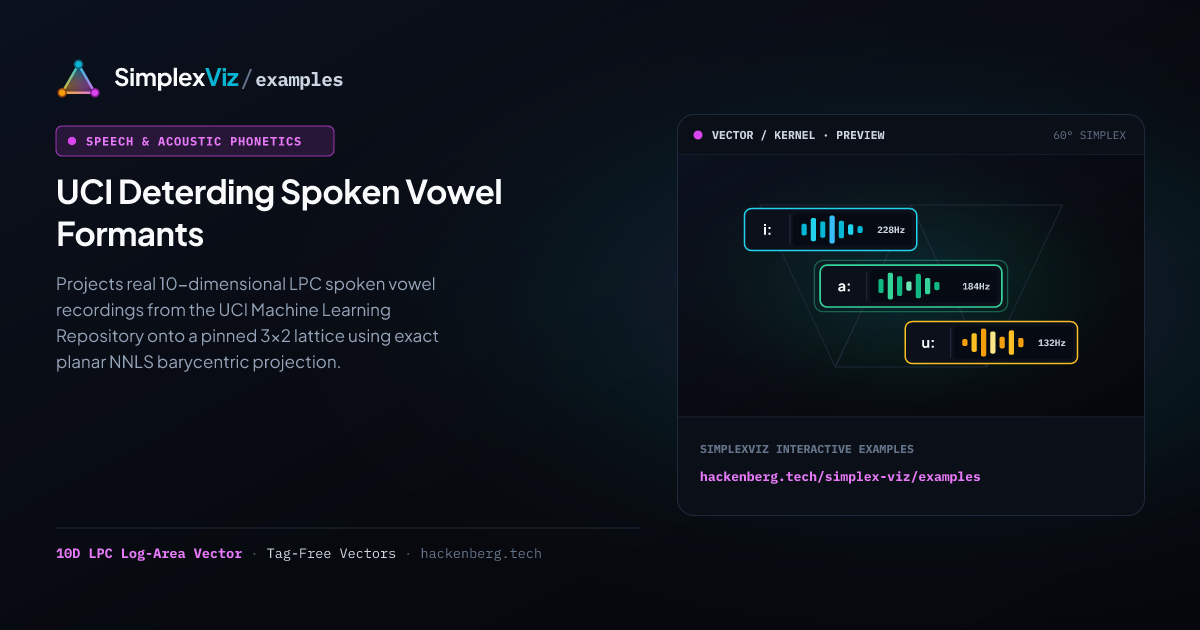 SimplexViz/examples
SPEECH & ACOUSTIC PHONETICS
UCI Deterding Spoken Vowel
Formants
Projects real 10–dimensional LPC spoken vowel
recordings from the UCI Machine Learning
Repository onto a pinned 3×2 lattice using exact
planar NNLS barycentric projection.
10D LPC Log-Area Vector · Tag-Free Vectors · hackenberg.tech
VECTOR / KERNEL · PREVIEW 60° SIMPLEX
i: 228Hz
a: 184Hz
u: 132Hz
SIMPLEXVIZ INTERACTIVE EXAMPLES
hackenberg.tech/simplex-viz/examples